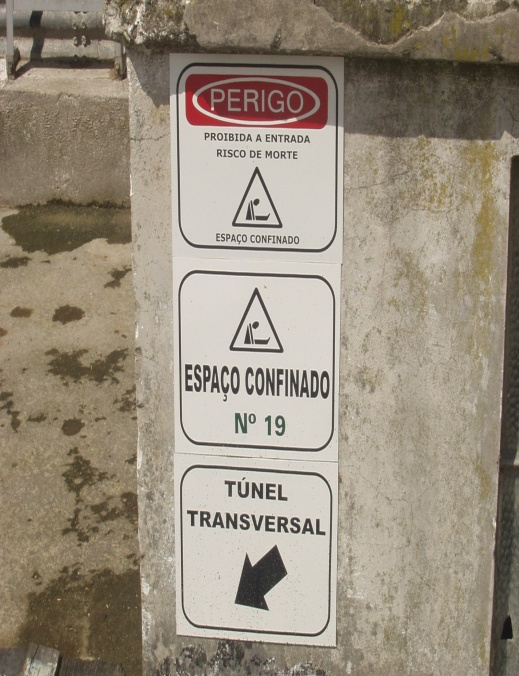 PERIGO
PROIBIDA A ENTRADA
RISCO DE MORTE
ESPAÇO CONFINADO
ESPAÇO CONFINADO
Nº 19
TÚNEL
TRANSVERSAL